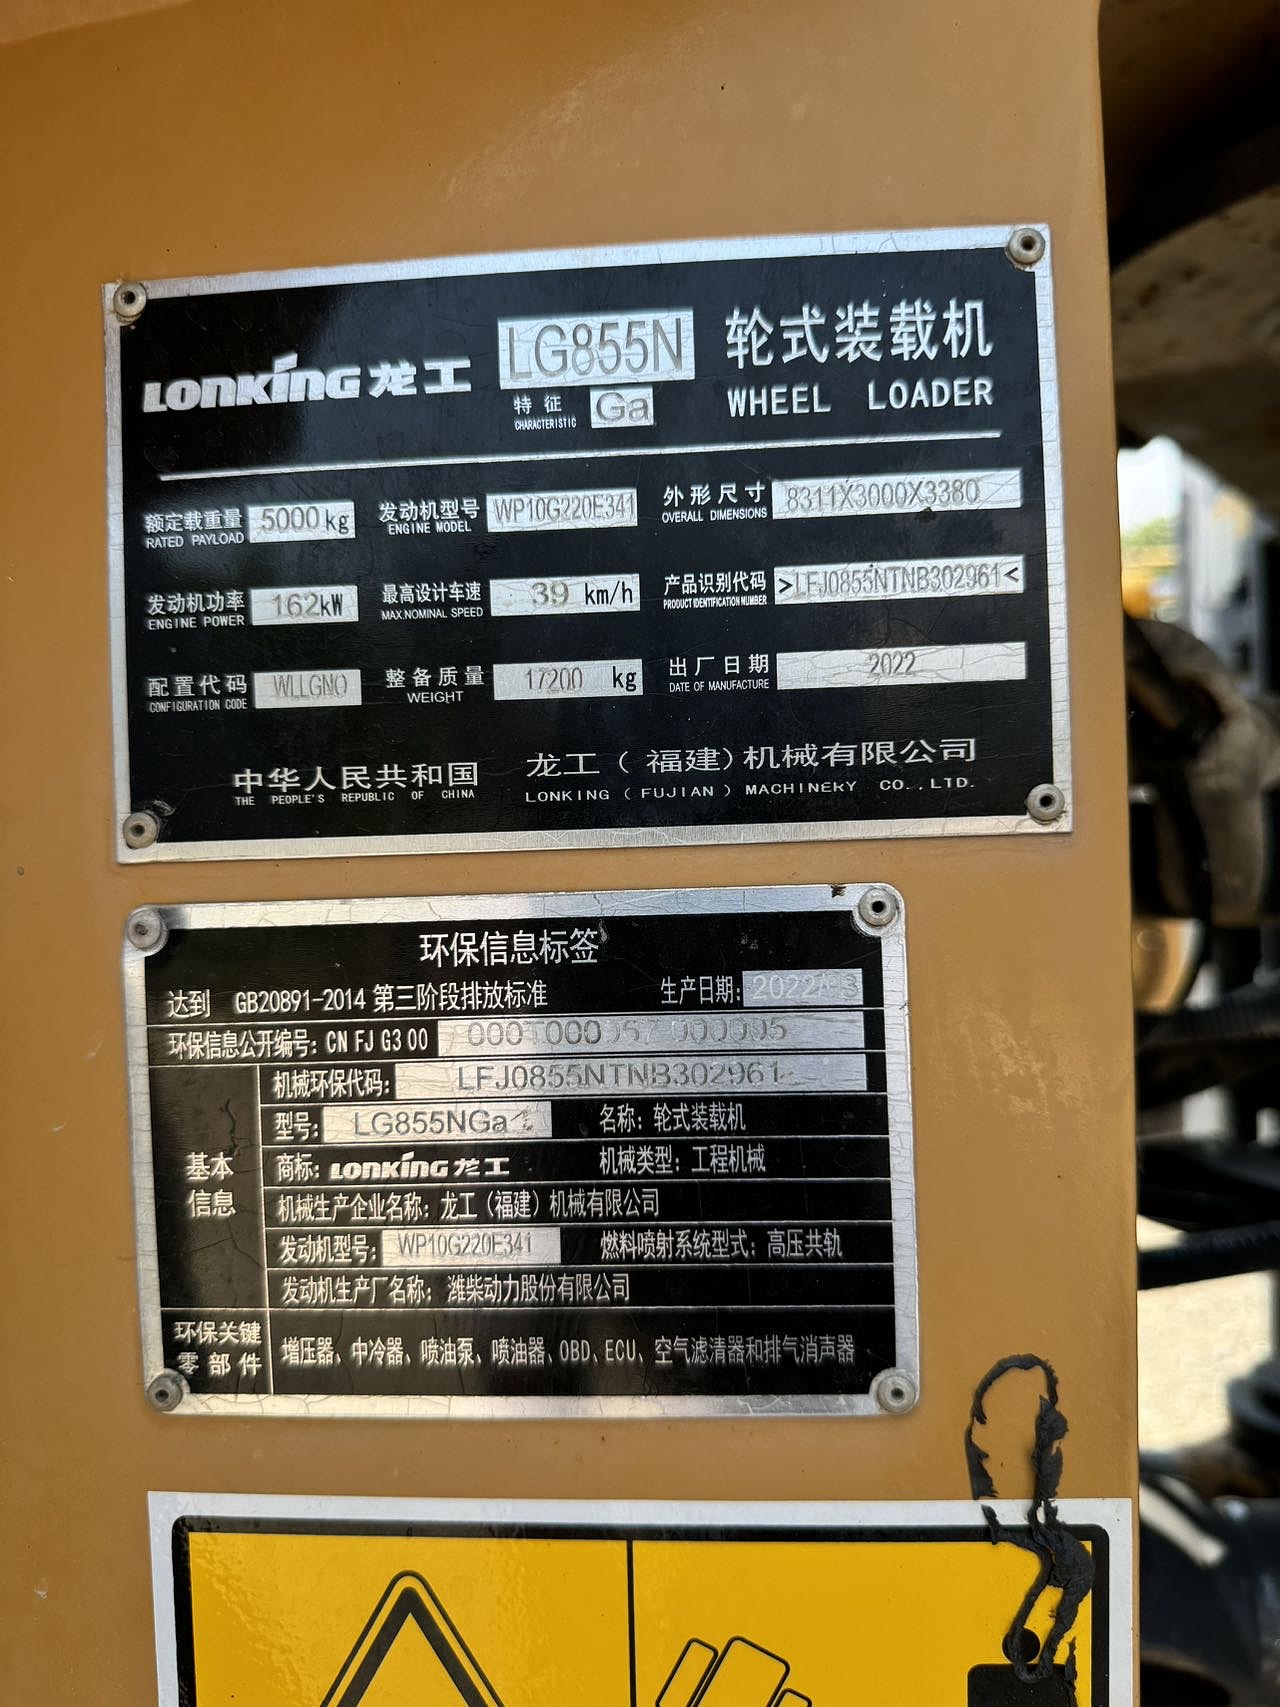 LONKING 龙工 LG855N 轮式装载机
特征 CHARACTERISTIC Ga WHEEL LOADER
额定载重量 RATED PAYLOAD 5000 kg 发动机型号 ENGINE MODEL WP10G220E341 外形尺寸 OVERALL DIMENSIONS 8311X3000X3380
发动机功率 ENGINE POWER 162kW 最高设计车速 MAX.NOMINAL SPEED 39 km/h 产品识别代码 PRODUCT IDENTIFICATION NUMBER >LFJ0855NTNB302961<
配置代码 CONFIGURATION CODE WLLGNO 整备质量 WEIGHT 17200 kg 出厂日期 DATE OF MANUFACTURE 2022
中华人民共和国 龙工（福建）机械有限公司
THE PEOPLE'S REPUBLIC OF CHINA LONKING ( FUJIAN ) MACHINERY CO.,LTD.
环保信息标签
达到 GB20891-2014 第三阶段排放标准 生产日期: 2022/03
环保信息公开编号: CN FJ G3 00
机械环保代码: LFJ0855NTNB302961
型号: LG855NGa 名称: 轮式装载机
基本信息
商标: LONKING 龙工 机械类型: 工程机械
机械生产企业名称: 龙工（福建）机械有限公司
发动机型号: WP10G220E341 燃料喷射系统型式: 高压共轨
发动机生产厂名称: 潍柴动力股份有限公司
环保关键零部件 增压器、中冷器、喷油泵、喷油器、OBD、ECU、空气滤清器和排气消声器